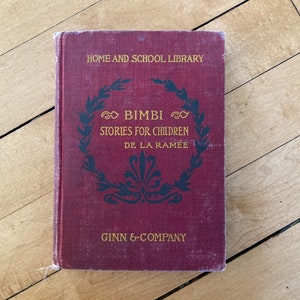 HOME AND SCHOOL LIBRARY
BIMBI
STORIES FOR CHILDREN
DE LA RAMÉE
GINN & COMPANY